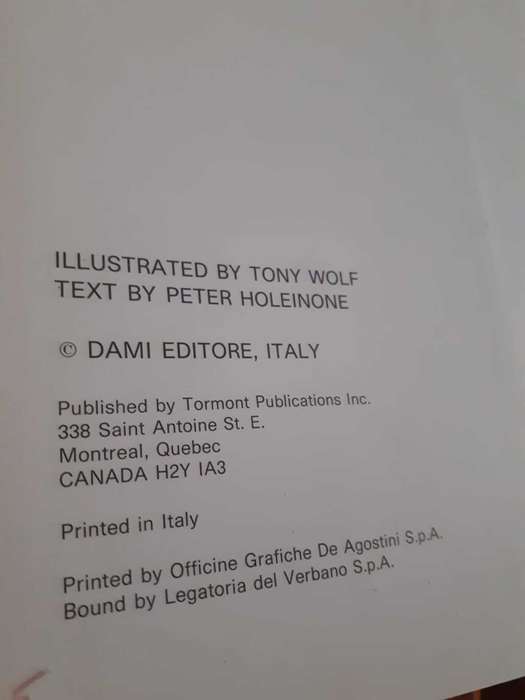 ILLUSTRATED BY TONY WOLF
TEXT BY PETER HOLEINONE
© DAMI EDITORE, ITALY
Published by Tormont Publications Inc.
338 Saint Antoine St. E.
Montreal, Quebec
CANADA H2Y IA3
Printed in Italy
Printed by Officine Grafiche De Agostini S.p.A.
Bound by Legatoria del Verbano S.p.A.